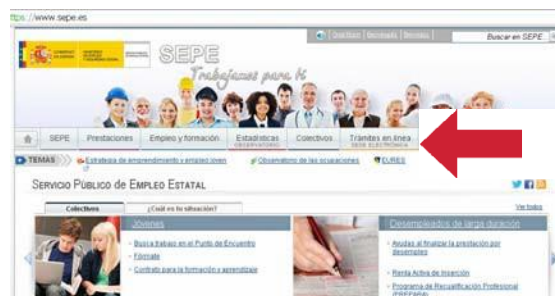 https://www.sepe.es
Buscar en SEPE
SEPE
Trabajamos para ti
SEPE
Prestaciones
Empleo y formación
Estadísticas
OBSERVATORIO
Colectivos
Trámites en línea
SEDE ELECTRÓNICA
TEMAS
Estrategia de emprendimiento y empleo joven
Observatorio de las ocupaciones
EURES
SERVICIO PÚBLICO DE EMPLEO ESTATAL
Colectivos
¿Cuál es tu situación?
Ver todos
Jóvenes
Busca trabajo en el Punto de Encuentro
Fórmate
Contrato para la formación y aprendizaje
Desempleados de larga duración
Ayudas al finalizar la prestación por
desempleo
Renta Activa de Inserción
Programa de Recualificación Profesional
(PREPARA)